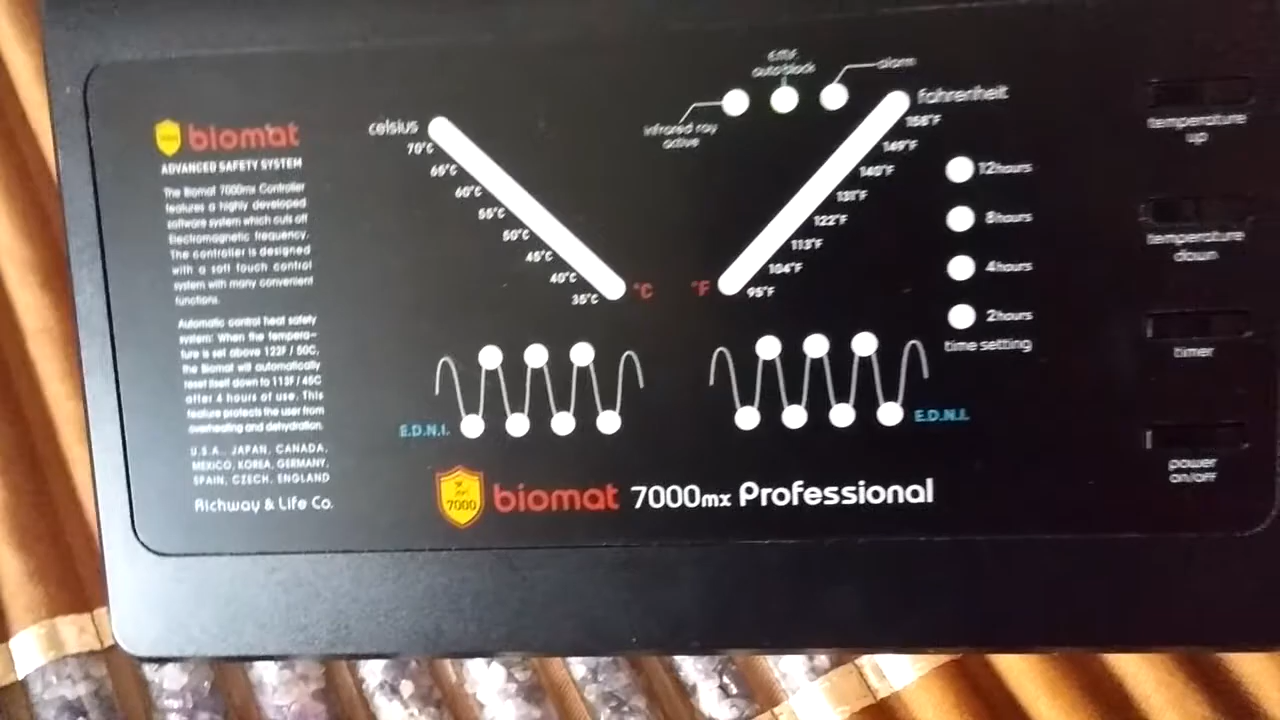 biomat
ADVANCED SAFETY SYSTEM
The Biomat 7000mx Controller
features a highly developed
software system which cuts off
Electromagnetic frequency.
The controller is designed
with a soft touch control
system with many convenient
functions.
Automatic control heat safety
system: When the tempera-
ture is set above 122F / 50C,
the Biomat will automatically
reset itself down to 113F / 45C
after 4 hours of use. This
feature protects the user from
overheating and dehydration.
U.S.A., JAPAN, CANADA,
MEXICO, KOREA, GERMANY,
SPAIN, CZECH, ENGLAND
Richway & Life Co.
celsius
70°C
65°C
60°C
55°C
50°C
45°C
40°C
35°C
°C
infrared ray
active
E.M.F.
auto block
alarm
fahrenheit
158°F
149°F
140°F
131°F
122°F
113°F
104°F
95°F
°F
12hours
8hours
4hours
2hours
time setting
E.D.N.I.
E.D.N.I.
7000
biomat 7000mx Professional
temperature
up
temperature
down
timer
power
on/off